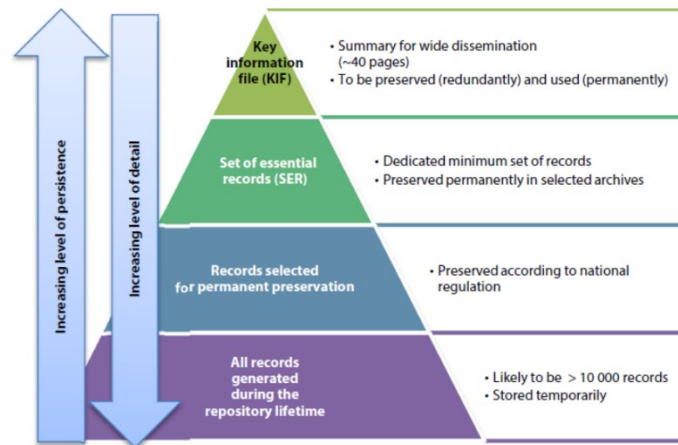 Increasing level of persistence
Increasing level of detail
Key
information
file (KIF)
• Summary for wide dissemination
(~40 pages)
• To be preserved (redundantly) and used (permanently)
Set of essential
records (SER)
• Dedicated minimum set of records
• Preserved permanently in selected archives
Records selected
for permanent preservation
• Preserved according to national
regulation
All records
generated
during the
repository lifetime
• Likely to be > 10 000 records
• Stored temporarily